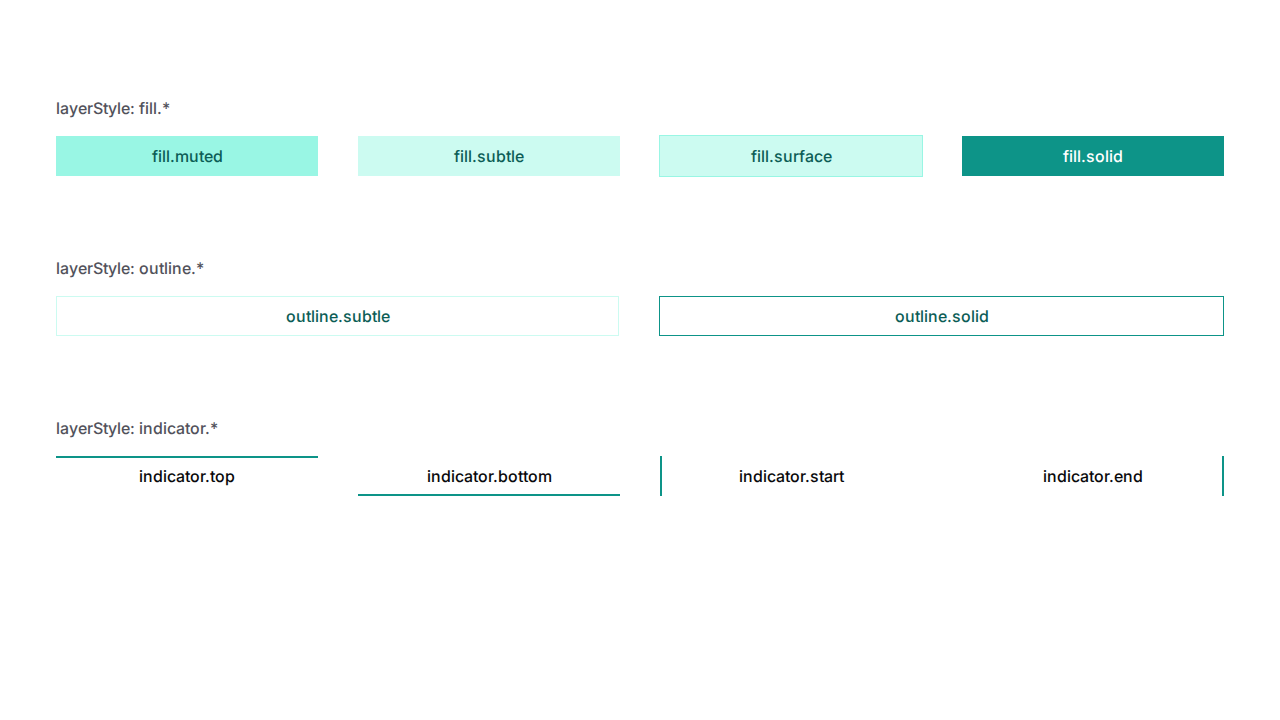 layerStyle: fill.*
fill.muted
fill.subtle
fill.surface
fill.solid
layerStyle: outline.*
outline.subtle
outline.solid
layerStyle: indicator.*
indicator.top
indicator.bottom
indicator.start
indicator.end